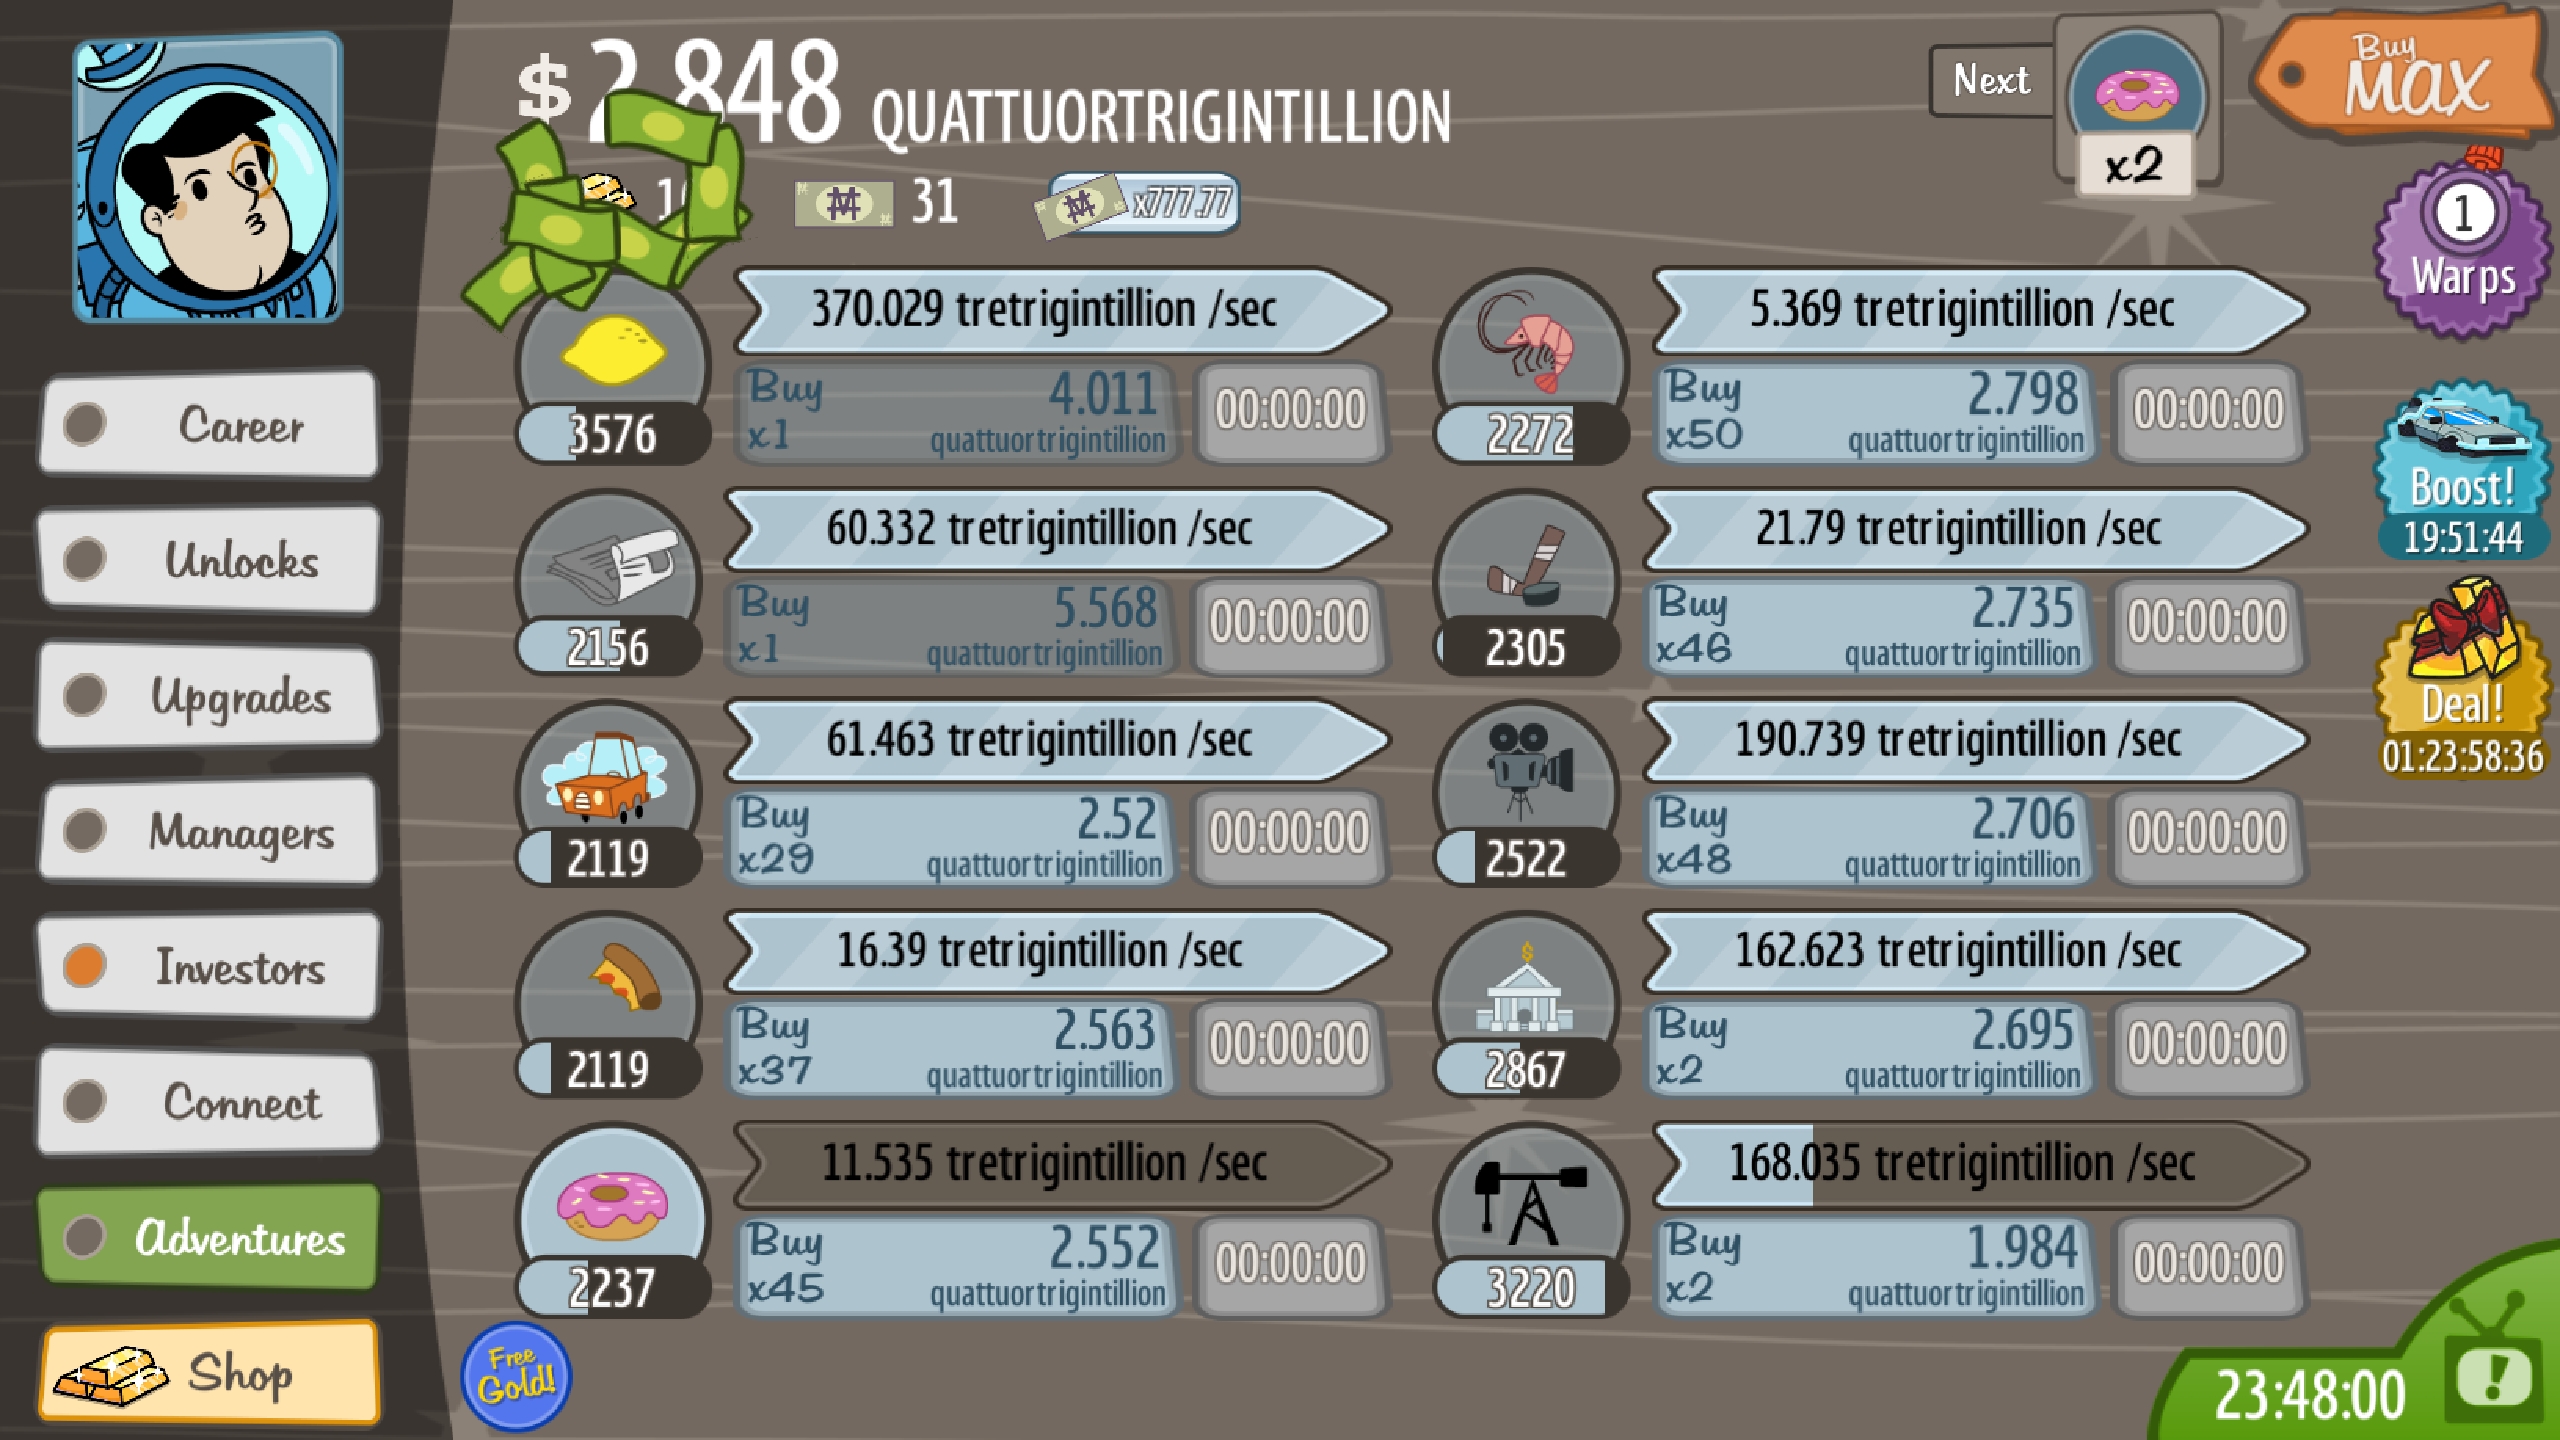 $2.848 QUATTUORTRIGINTILLION
31
x777.77
Next
x2
Buy
MAX
1
Warps
Boost!
19:51:44
Deal!
01:23:58:36
Career
Unlocks
Upgrades
Managers
Investors
Connect
Adventures
Shop
370.029 tretrigintillion /sec
3576
Buy 4.011
x1 quattuortrigintillion
00:00:00
60.332 tretrigintillion /sec
2156
Buy 5.568
x1 quattuortrigintillion
00:00:00
61.463 tretrigintillion /sec
2119
Buy 2.52
x29 quattuortrigintillion
00:00:00
16.39 tretrigintillion /sec
2119
Buy 2.563
x37 quattuortrigintillion
00:00:00
11.535 tretrigintillion /sec
2237
Buy 2.552
x45 quattuortrigintillion
00:00:00
5.369 tretrigintillion /sec
2272
Buy 2.798
x50 quattuortrigintillion
00:00:00
21.79 tretrigintillion /sec
2305
Buy 2.735
x46 quattuortrigintillion
00:00:00
190.739 tretrigintillion /sec
2522
Buy 2.706
x48 quattuortrigintillion
00:00:00
162.623 tretrigintillion /sec
2867
Buy 2.695
x2 quattuortrigintillion
00:00:00
168.035 tretrigintillion /sec
3220
Buy 1.984
x2 quattuortrigintillion
00:00:00
Free
Gold!
23:48:00